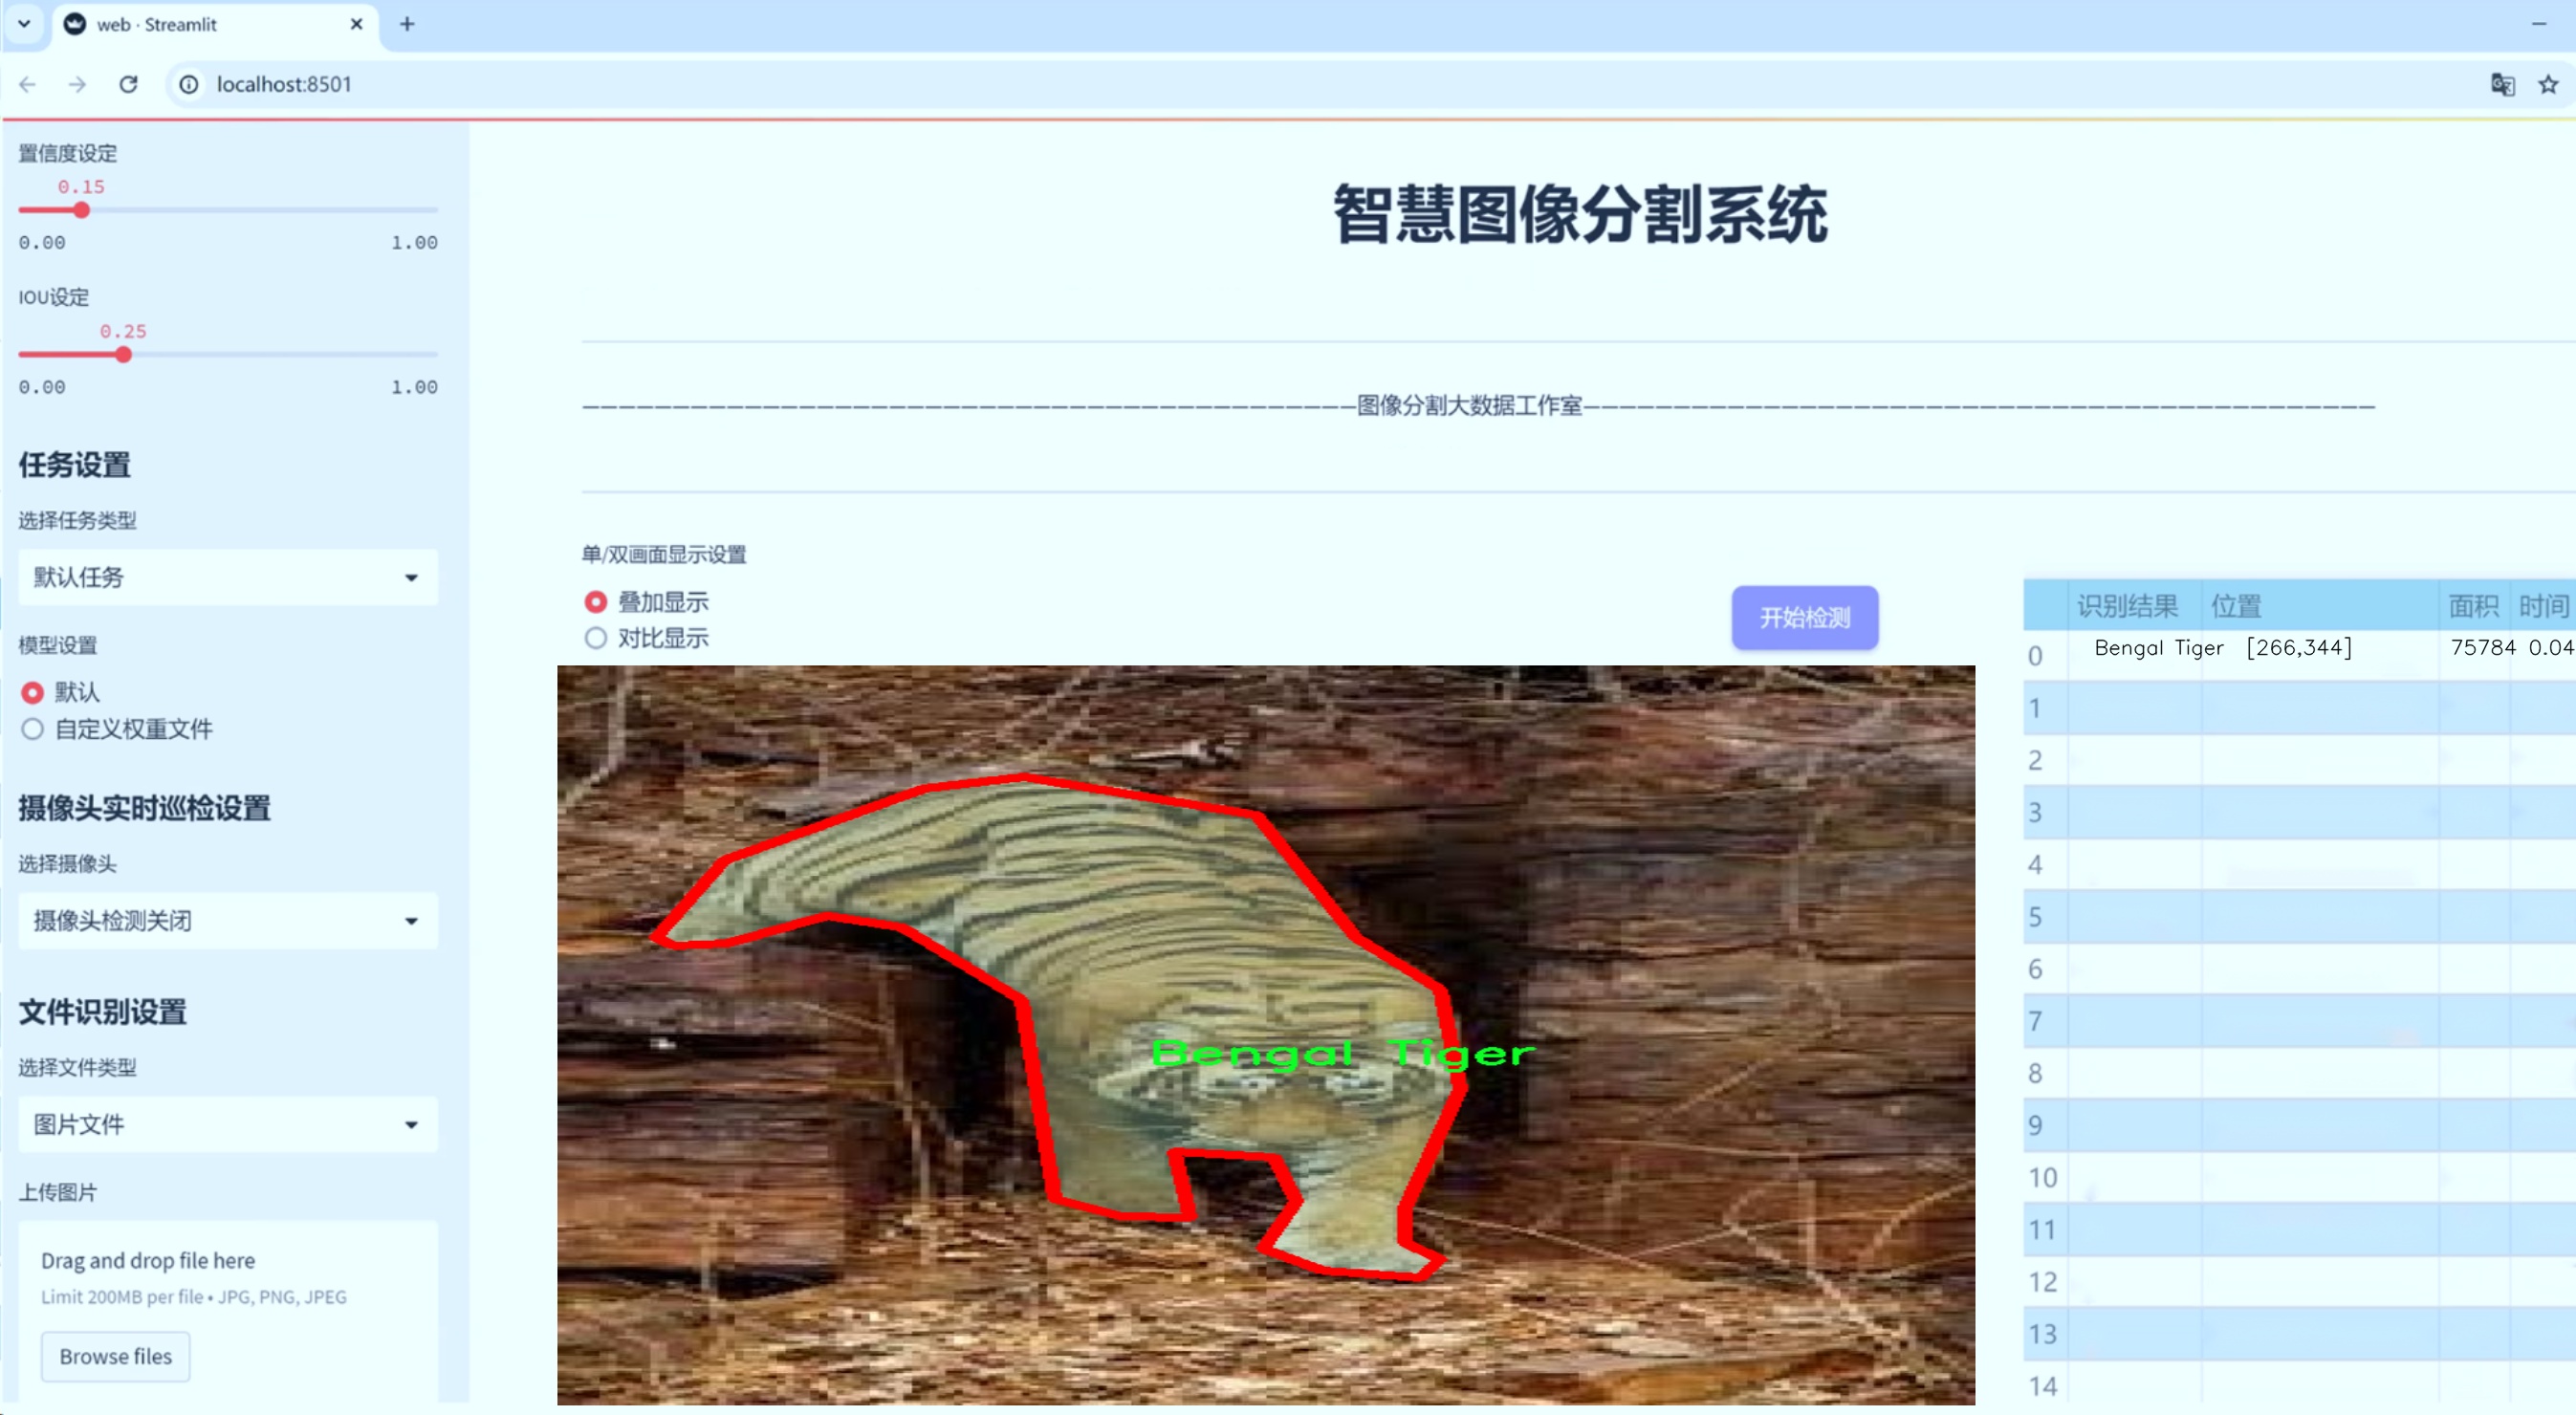 web · Streamlit
localhost:8501
置信度设定
0.15
0.00 1.00
IOU设定
0.25
0.00 1.00
任务设置
选择任务类型
默认任务
模型设置
默认
自定义权重文件
摄像头实时巡检设置
选择摄像头
摄像头检测关闭
文件识别设置
选择文件类型
图片文件
上传图片
Drag and drop file here
Limit 200MB per file • JPG, PNG, JPEG
Browse files
智慧图像分割系统
图像分割大数据工作室
单/双画面显示设置
叠加显示
对比显示
开始检测
Bengal Tiger
识别结果 位置 面积 时间
0 Bengal Tiger [266,344] 75784 0.04
1
2
3
4
5
6
7
8
9
10
11
12
13
14